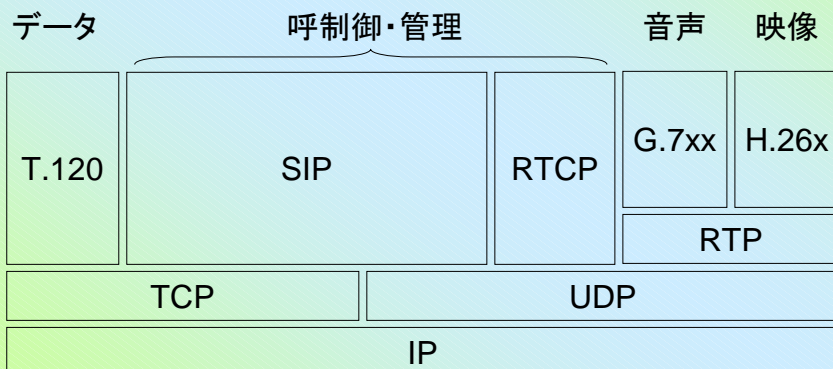 データ 呼制御・管理 音声 映像
T.120 SIP RTCP G.7xx H.26x
RTP
TCP UDP
IP